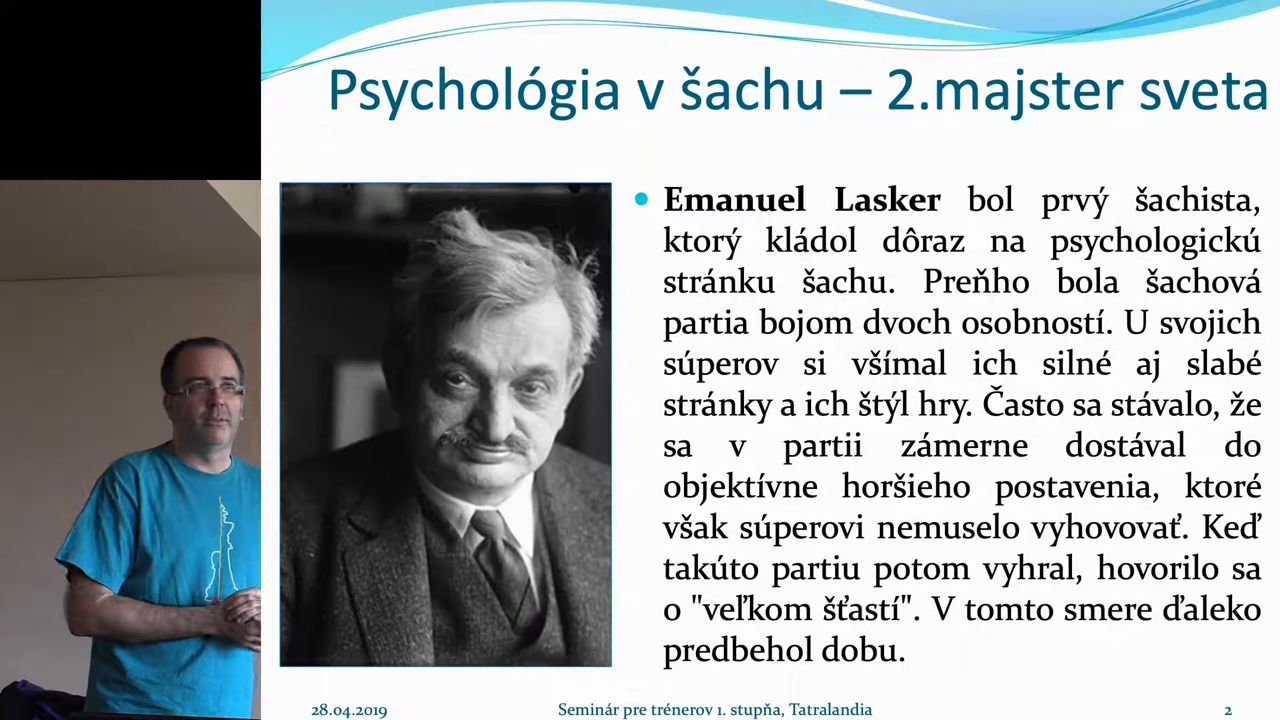 Psychológia v šachu – 2.majster sveta
• Emanuel Lasker bol prvý šachista,
ktorý kládol dôraz na psychologickú
stránku šachu. Preňho bola šachová
partia bojom dvoch osobností. U svojich
súperov si všímal ich silné aj slabé
stránky a ich štýl hry. Často sa stávalo, že
sa v partii zámerne dostával do
objektívne horšieho postavenia, ktoré
však súperovi nemuselo vyhovovať. Keď
takúto partiu potom vyhral, hovorilo sa
o "veľkom šťastí". V tomto smere ďaleko
predbehol dobu.
28.04.2019
Seminár pre trénerov 1. stupňa, Tatralandia
2